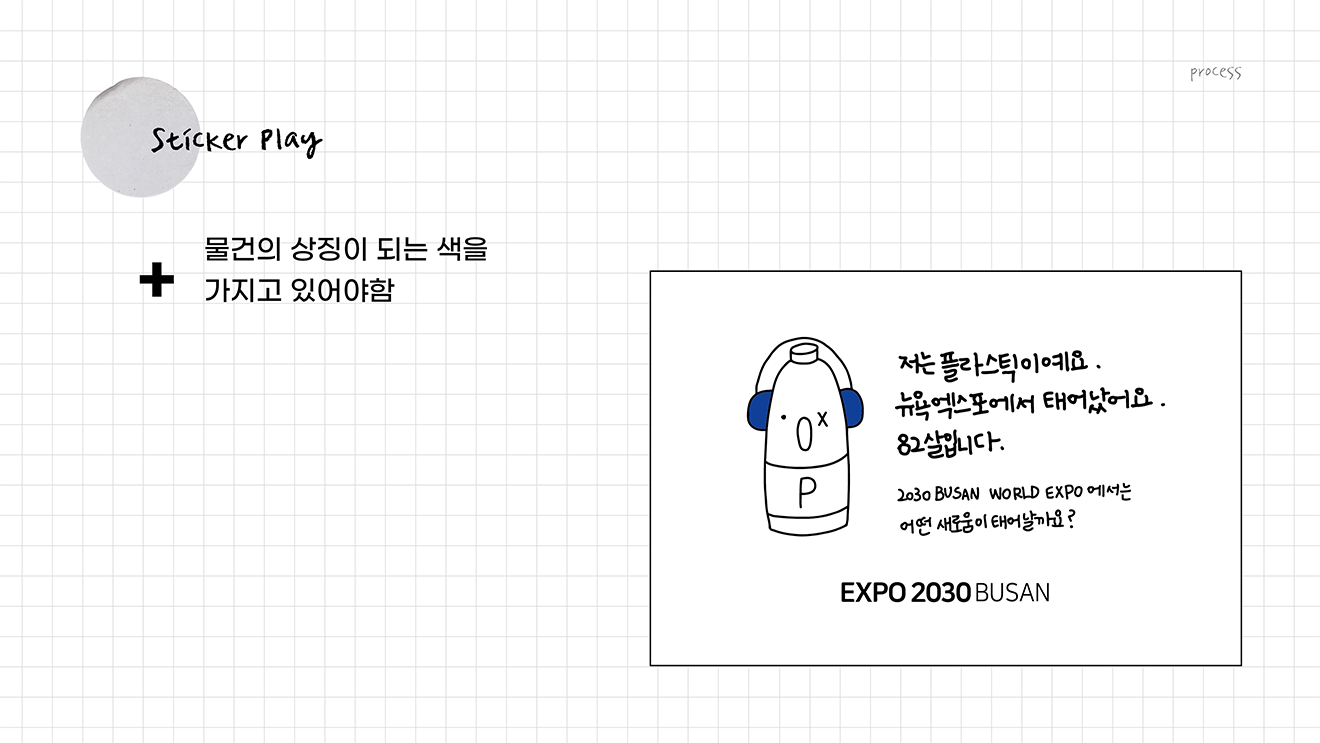 process
Sticker Play
물건의 상징이 되는 색을
가지고 있어야함
저는 플라스틱이예요.
뉴욕엑스포에서 태어났어요.
82살입니다.
2030 BUSAN WORLD EXPO 에서는
어떤 새로움이 태어날까요?
P
EXPO 2030 BUSAN